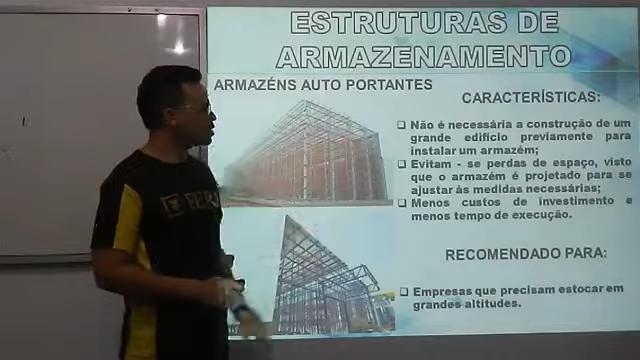 ESTRUTURAS DE
ARMAZENAMENTO
ARMAZÉNS AUTO PORTANTES
CARACTERÍSTICAS:
Não é necessária a construção de um
grande edifício previamente para
instalar um armazém;
Evitam - se perdas de espaço, visto
que o armazém é projetado para se
ajustar às medidas necessárias;
Menos custos de investimento e
menos tempo de execução.
RECOMENDADO PARA:
Empresas que precisam estocar em
grandes altitudes.